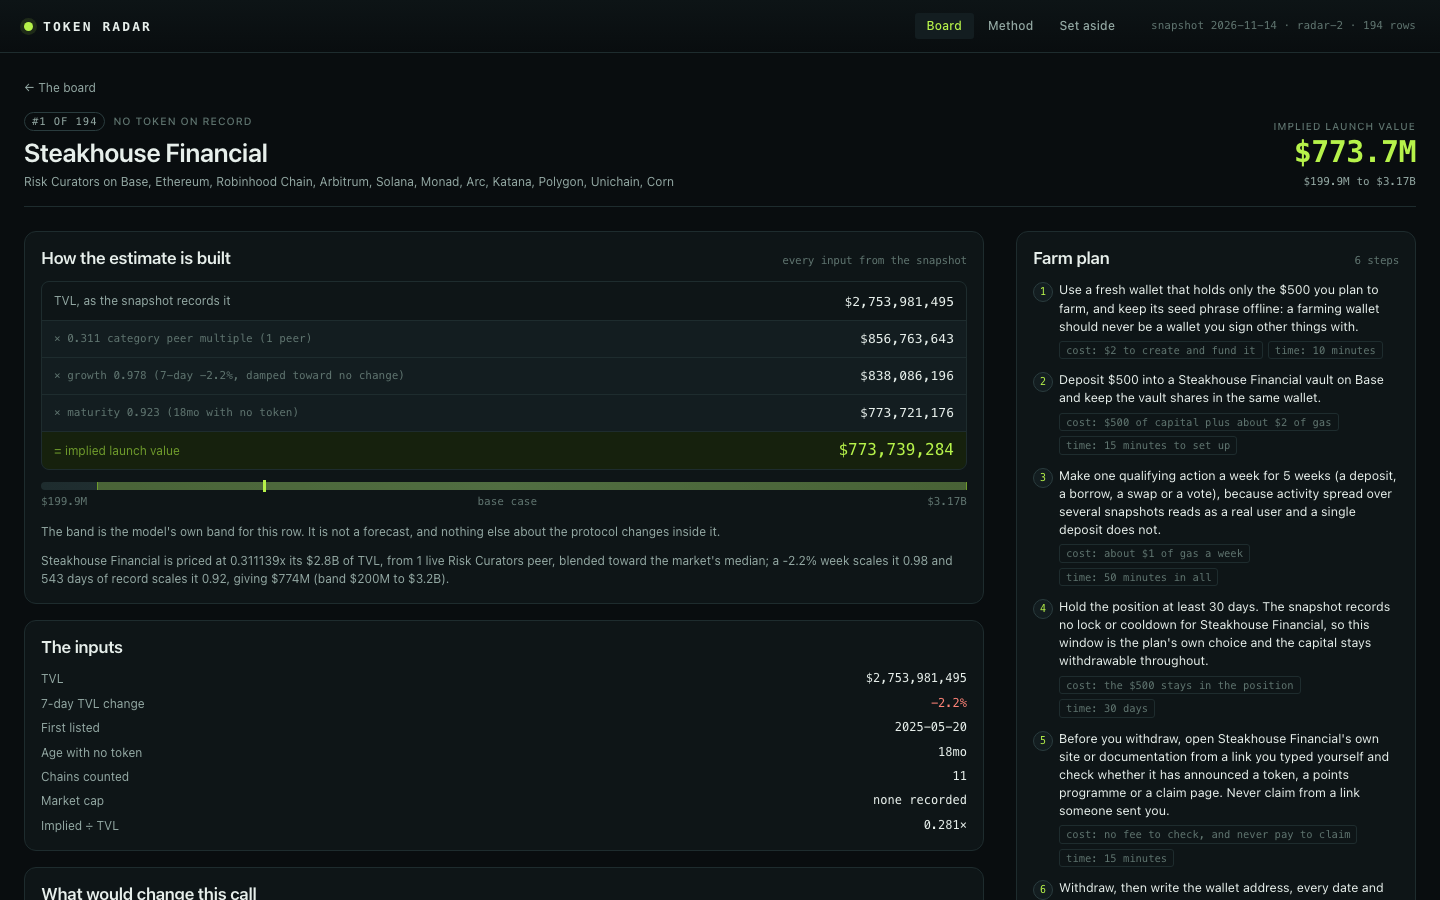 TOKEN RADAR
Board Method Set aside snapshot 2026-11-14 · radar-2 · 194 rows
← The board
#1 OF 194 NO TOKEN ON RECORD
Steakhouse Financial
Risk Curators on Base, Ethereum, Robinhood Chain, Arbitrum, Solana, Monad, Arc, Katana, Polygon, Unichain, Corn
IMPLIED LAUNCH VALUE
$773.7M
$199.9M to $3.17B
How the estimate is built every input from the snapshot
TVL, as the snapshot records it $2,753,981,495
× 0.311 category peer multiple (1 peer) $856,763,643
× growth 0.978 (7-day −2.2%, damped toward no change) $838,086,196
× maturity 0.923 (18mo with no token) $773,721,176
= implied launch value $773,739,284
$199.9M base case $3.17B
The band is the model's own band for this row. It is not a forecast, and nothing else about the protocol changes inside it.
Steakhouse Financial is priced at 0.311139x its $2.8B of TVL, from 1 live Risk Curators peer, blended toward the market's median; a -2.2% week scales it 0.98 and
543 days of record scales it 0.92, giving $774M (band $200M to $3.2B).
The inputs
TVL $2,753,981,495
7-day TVL change −2.2%
First listed 2025-05-20
Age with no token 18mo
Chains counted 11
Market cap none recorded
Implied ÷ TVL 0.281×
What would change this call
Farm plan 6 steps
1 Use a fresh wallet that holds only the $500 you plan to
farm, and keep its seed phrase offline: a farming wallet
should never be a wallet you sign other things with.
cost: $2 to create and fund it time: 10 minutes
2 Deposit $500 into a Steakhouse Financial vault on Base
and keep the vault shares in the same wallet.
cost: $500 of capital plus about $2 of gas
time: 15 minutes to set up
3 Make one qualifying action a week for 5 weeks (a deposit,
a borrow, a swap or a vote), because activity spread over
several snapshots reads as a real user and a single
deposit does not.
cost: about $1 of gas a week
time: 50 minutes in all
4 Hold the position at least 30 days. The snapshot records
no lock or cooldown for Steakhouse Financial, so this
window is the plan's own choice and the capital stays
withdrawable throughout.
cost: the $500 stays in the position
time: 30 days
5 Before you withdraw, open Steakhouse Financial's own
site or documentation from a link you typed yourself and
check whether it has announced a token, a points
programme or a claim page. Never claim from a link
someone sent you.
cost: no fee to check, and never pay to claim
time: 15 minutes
6 Withdraw, then write the wallet address, every date and